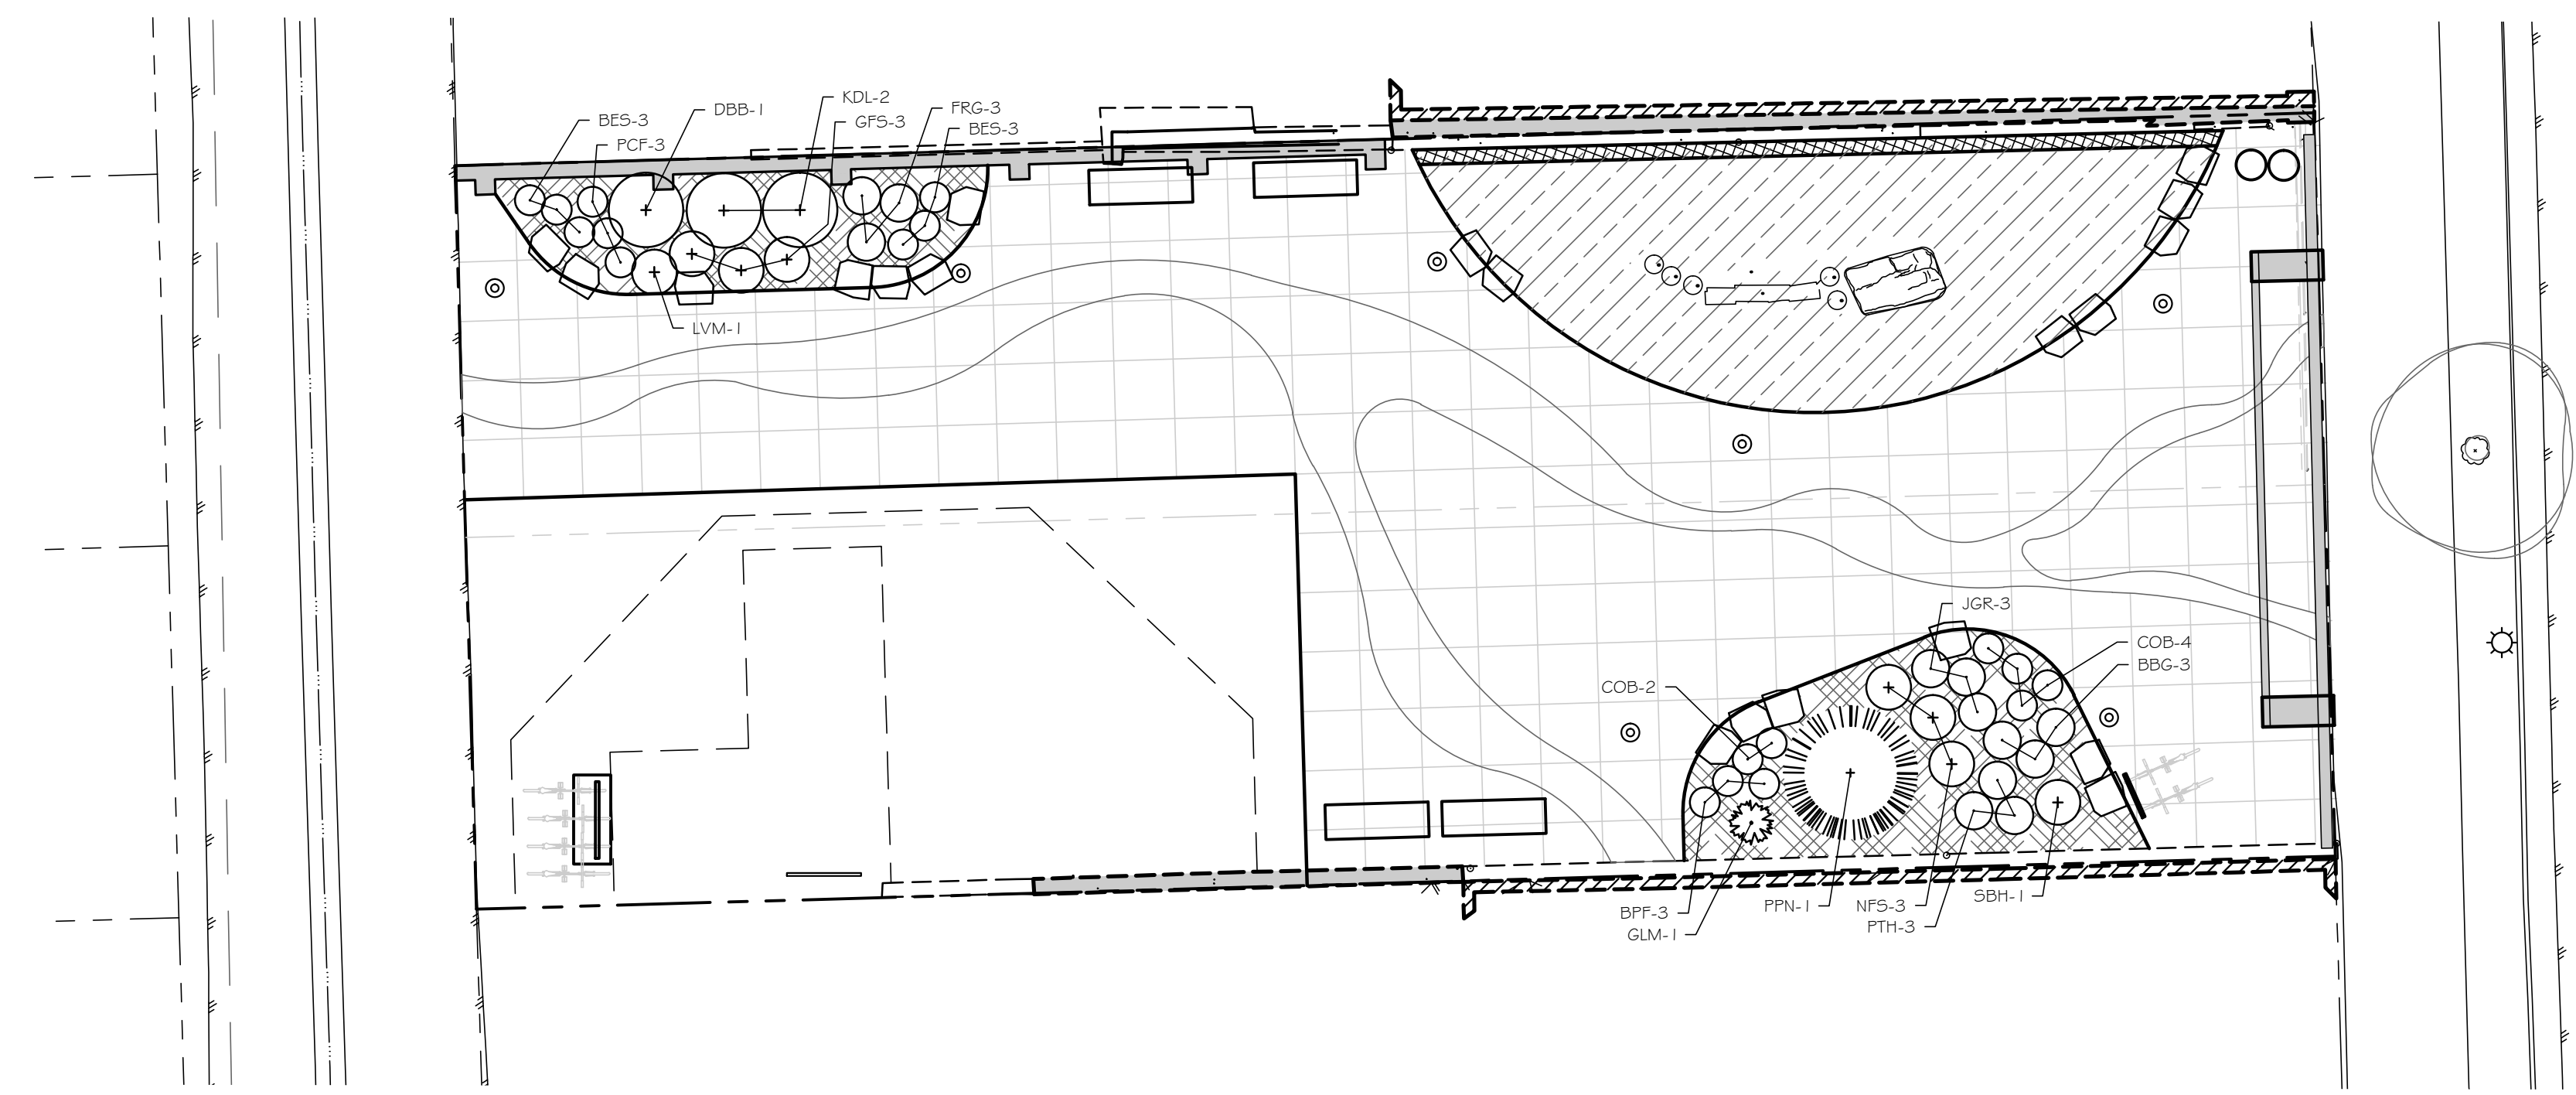 KDL-2
BES-3
DBB-1
FRG-3
GFS-3
BES-3
PCF-3
LVM-1
JGR-3
COB-4
BBG-3
COB-2
BPF-3
PPN-1
NFS-3
SBH-1
GLM-1
PTH-3